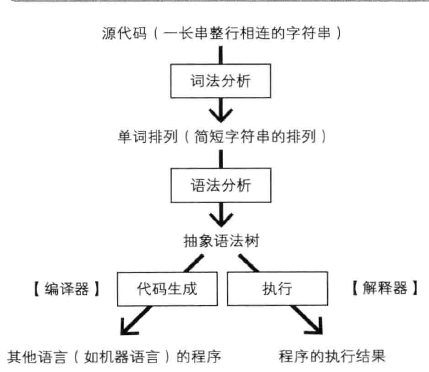 源代码（一长串整行相连的字符串）
词法分析
单词排列（简短字符串的排列）
语法分析
抽象语法树
【编译器】 代码生成 执行 【解释器】
其他语言（如机器语言）的程序 程序的执行结果